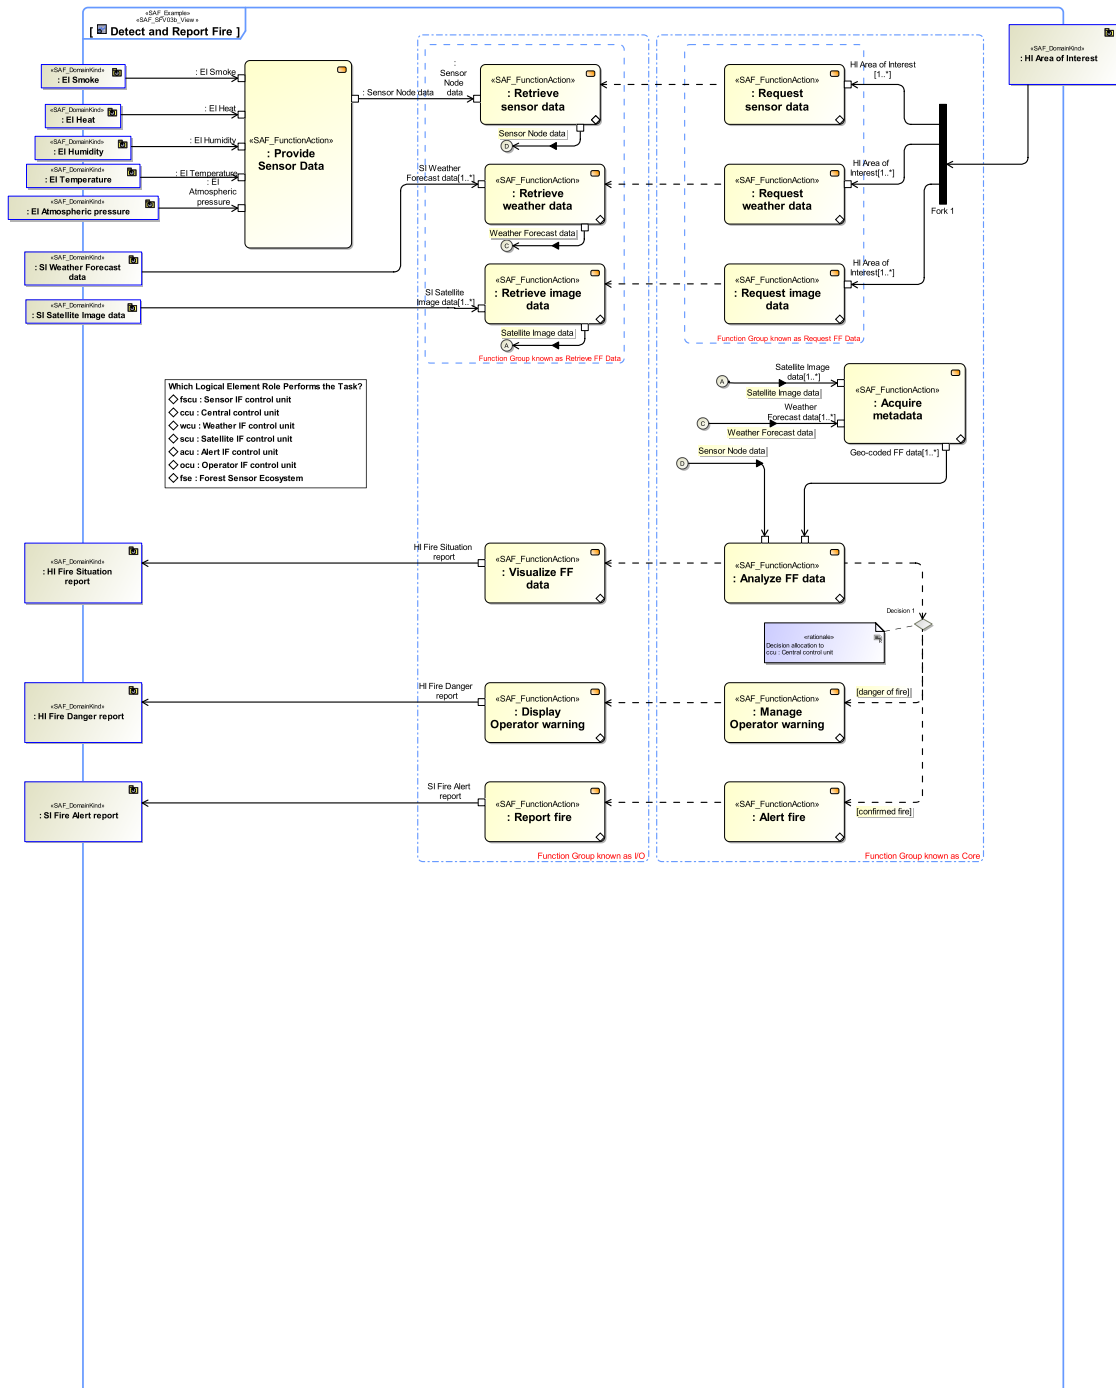 «SAF_Example»
«SAF_SFV03b_View »
[ Detect and Report Fire ]
«SAF_DomainKind»
: HI Area of Interest
«SAF_DomainKind»
: EI Smoke
«SAF_DomainKind»
: EI Heat
«SAF_DomainKind»
: EI Humidity
«SAF_DomainKind»
: EI Temperature
«SAF_DomainKind»
: EI Atmospheric pressure
«SAF_DomainKind»
: SI Weather Forecast
data
«SAF_DomainKind»
: SI Satellite Image data
: EI Smoke
: EI Heat
: EI Humidity
: EI Temperature
: EI
Atmospheric
pressure
«SAF_FunctionAction»
: Provide
Sensor Data
: Sensor Node data
:
Sensor
Node
data
«SAF_FunctionAction»
: Retrieve
sensor data
Sensor Node data
D
SI Weather
Forecast data[1..*]
«SAF_FunctionAction»
: Retrieve
weather data
Weather Forecast data
C
SI Satellite
Image data[1..*]
«SAF_FunctionAction»
: Retrieve image
data
Satellite Image data
A
Function Group known as Retrieve FF Data
«SAF_FunctionAction»
: Request
sensor data
HI Area of Interest
[1..*]
«SAF_FunctionAction»
: Request
weather data
HI Area of
Interest[1..*]
«SAF_FunctionAction»
: Request image
data
HI Area of
Interest[1..*]
Function Group known as Request FF Data
Fork 1
Which Logical Element Role Performs the Task?
fscu : Sensor IF control unit
ccu : Central control unit
wcu : Weather IF control unit
scu : Satellite IF control unit
acu : Alert IF control unit
ocu : Operator IF control unit
fse : Forest Sensor Ecosystem
A
Satellite Image
data[1..*]
Satellite Image data
C
Weather
Forecast data[1..*]
Weather Forecast data
D
Sensor Node data
«SAF_FunctionAction»
: Acquire
metadata
Geo-coded FF data[1..*]
«SAF_DomainKind»
: HI Fire Situation
report
HI Fire Situation
report
«SAF_FunctionAction»
: Visualize FF
data
«SAF_FunctionAction»
: Analyze FF data
Decision 1
«rationale»
Decision allocation to
ccu : Central control unit
«SAF_DomainKind»
: HI Fire Danger report
HI Fire Danger
report
«SAF_FunctionAction»
: Display
Operator warning
«SAF_FunctionAction»
: Manage
Operator warning
[danger of fire]
«SAF_DomainKind»
: SI Fire Alert report
SI Fire Alert
report
«SAF_FunctionAction»
: Report fire
«SAF_FunctionAction»
: Alert fire
[confirmed fire]
Function Group known as I/O
Function Group known as Core